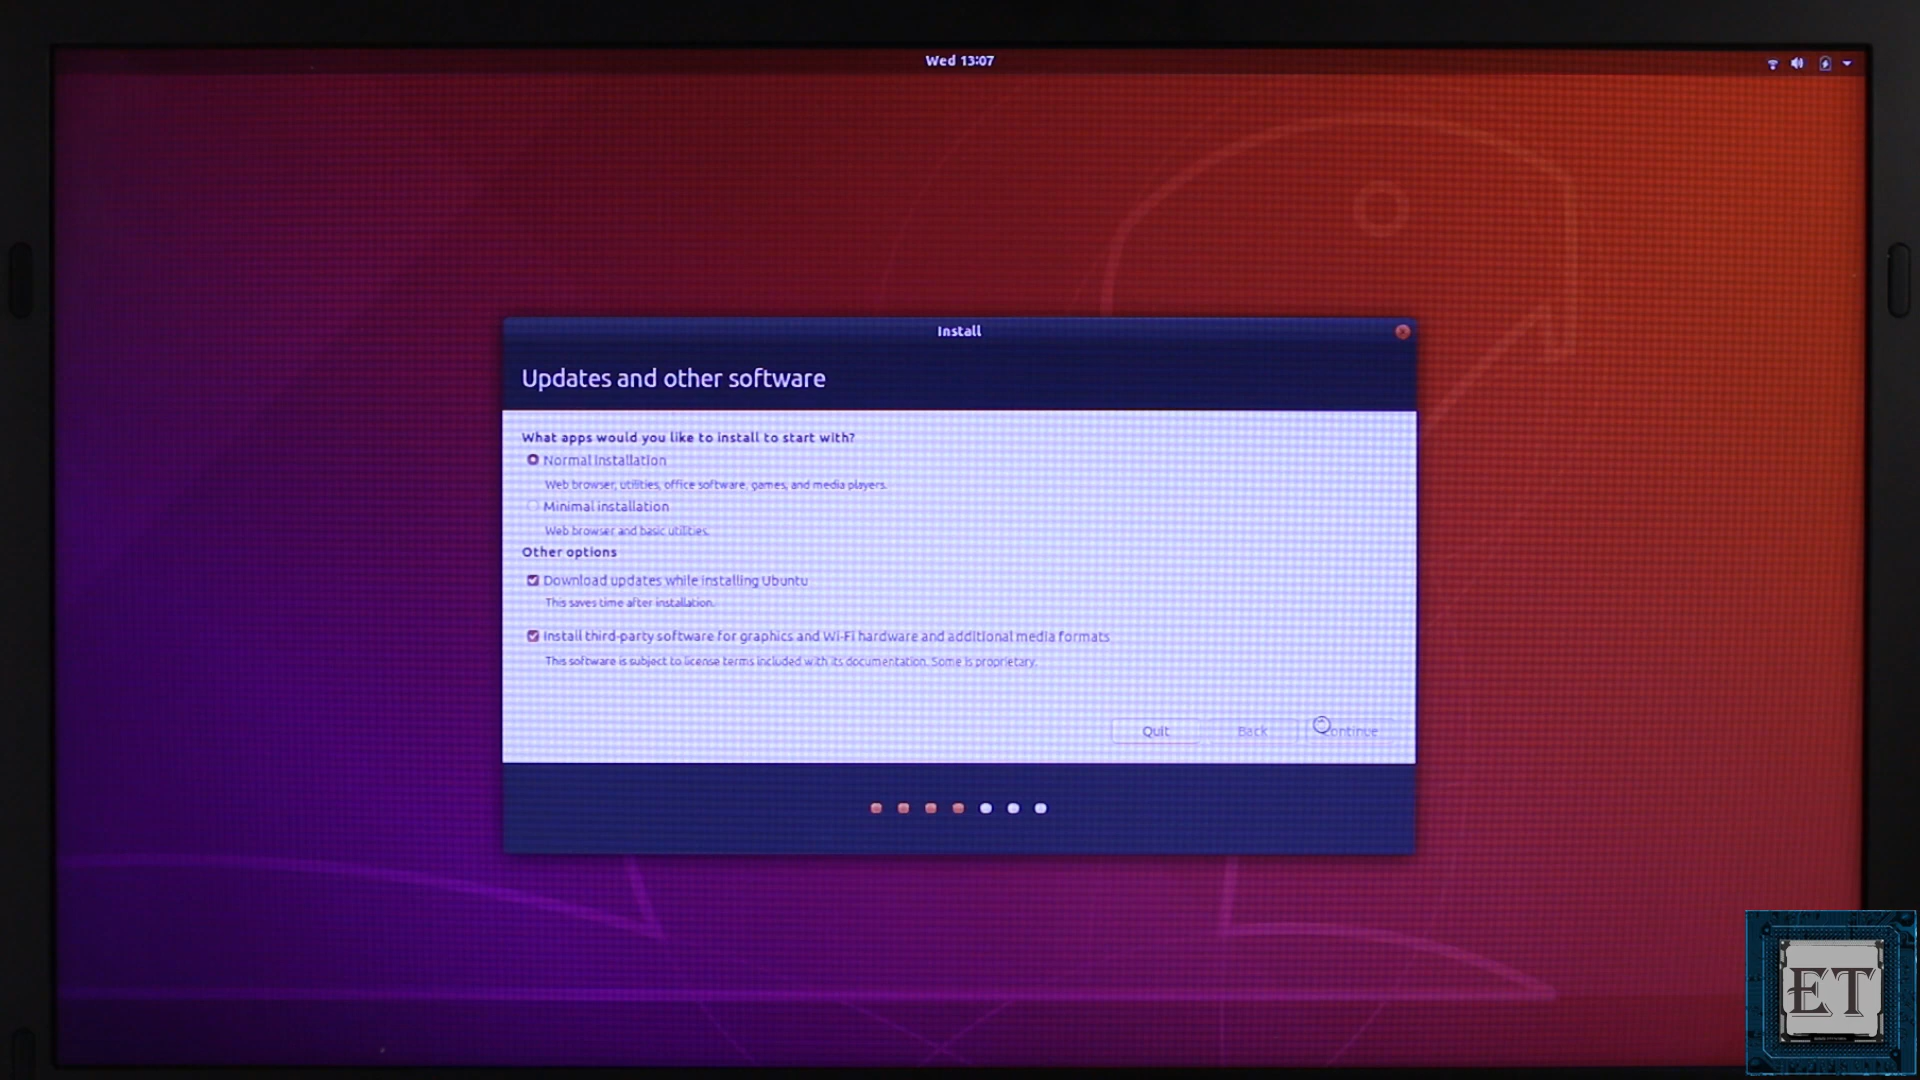 Wed 13:07
Install
Updates and other software
What apps would you like to install to start with?
Normal installation
Web browser, utilities, office software, games, and media players.
Minimal installation
Web browser and basic utilities.
Other options
Download updates while installing Ubuntu
This saves time after installation.
Install third-party software for graphics and Wi-Fi hardware and additional media formats
This software is subject to license terms included with its documentation. Some is proprietary.
Quit Back Continue
ET